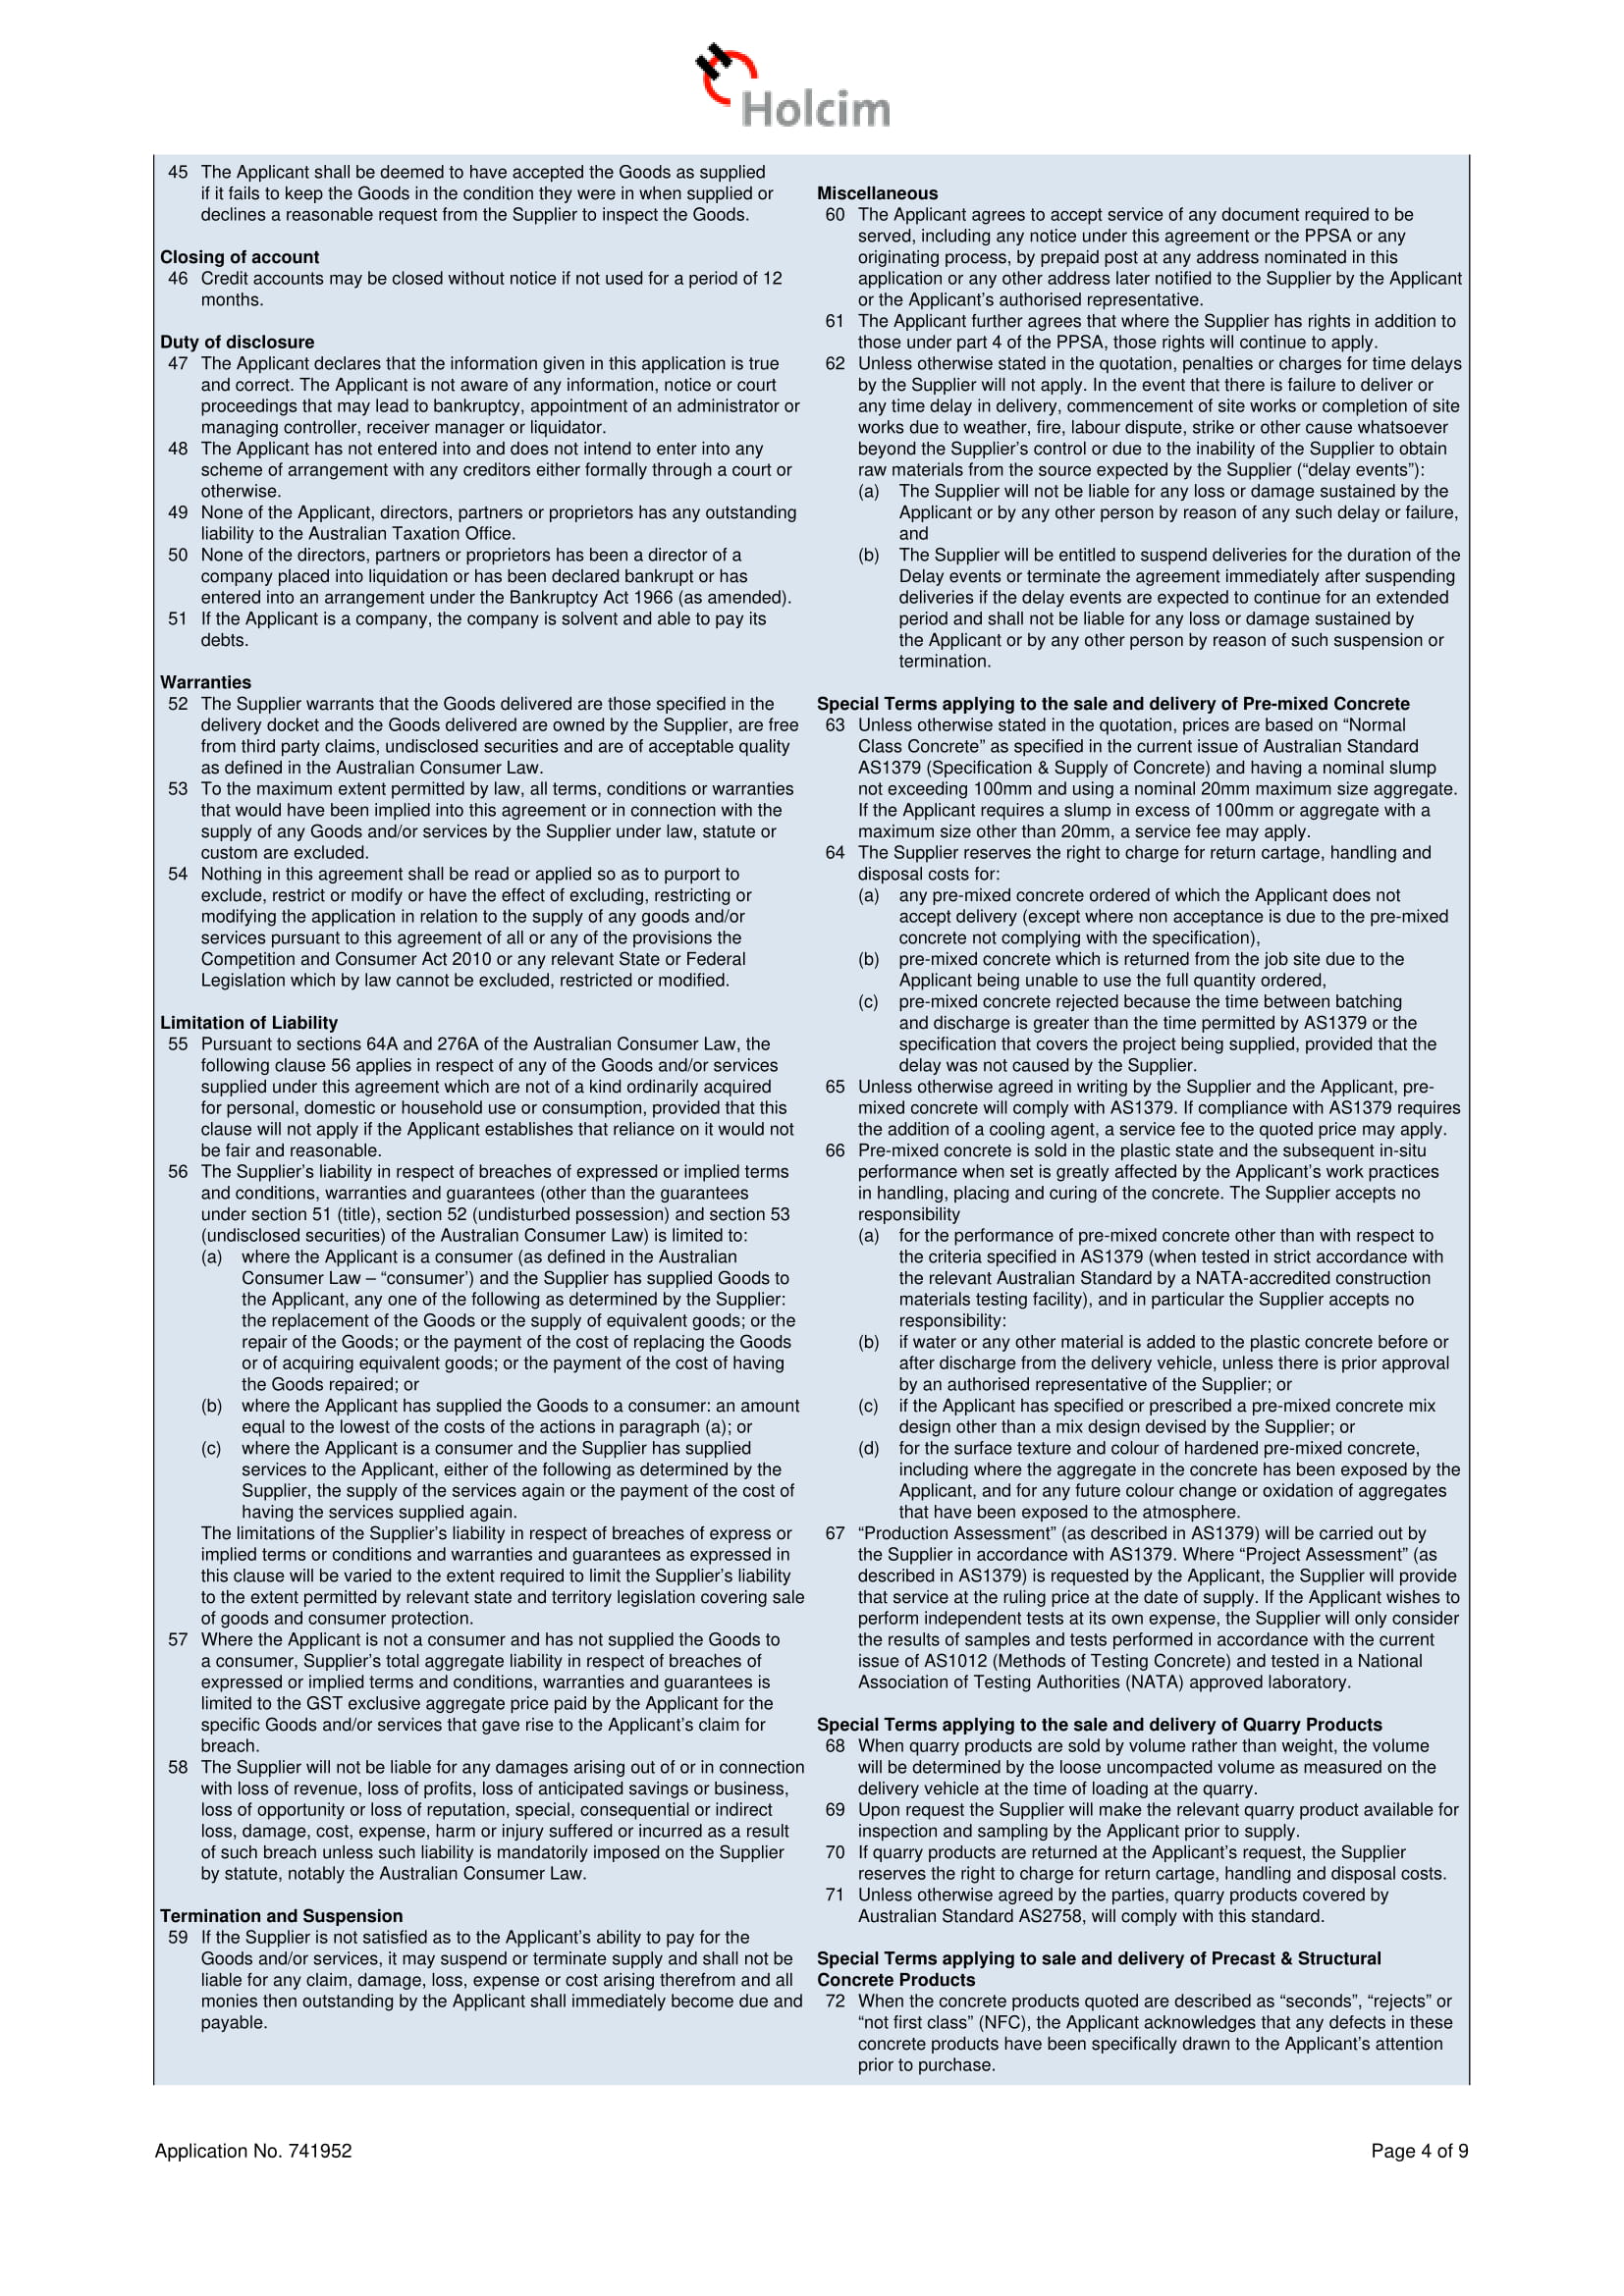 Holcim
45 The Applicant shall be deemed to have accepted the Goods as supplied
if it fails to keep the Goods in the condition they were in when supplied or
declines a reasonable request from the Supplier to inspect the Goods.
Closing of account
46 Credit accounts may be closed without notice if not used for a period of 12
months.
Duty of disclosure
47 The Applicant declares that the information given in this application is true
and correct. The Applicant is not aware of any information, notice or court
proceedings that may lead to bankruptcy, appointment of an administrator or
managing controller, receiver manager or liquidator.
48 The Applicant has not entered into and does not intend to enter into any
scheme of arrangement with any creditors either formally through a court or
otherwise.
49 None of the Applicant, directors, partners or proprietors has any outstanding
liability to the Australian Taxation Office.
50 None of the directors, partners or proprietors has been a director of a
company placed into liquidation or has been declared bankrupt or has
entered into an arrangement under the Bankruptcy Act 1966 (as amended).
51 If the Applicant is a company, the company is solvent and able to pay its
debts.
Warranties
52 The Supplier warrants that the Goods delivered are those specified in the
delivery docket and the Goods delivered are owned by the Supplier, are free
from third party claims, undisclosed securities and are of acceptable quality
as defined in the Australian Consumer Law.
53 To the maximum extent permitted by law, all terms, conditions or warranties
that would have been implied into this agreement or in connection with the
supply of any Goods and/or services by the Supplier under law, statute or
custom are excluded.
54 Nothing in this agreement shall be read or applied so as to purport to
exclude, restrict or modify or have the effect of excluding, restricting or
modifying the application in relation to the supply of any goods and/or
services pursuant to this agreement of all or any of the provisions the
Competition and Consumer Act 2010 or any relevant State or Federal
Legislation which by law cannot be excluded, restricted or modified.
Limitation of Liability
55 Pursuant to sections 64A and 276A of the Australian Consumer Law, the
following clause 56 applies in respect of any of the Goods and/or services
supplied under this agreement which are not of a kind ordinarily acquired
for personal, domestic or household use or consumption, provided that this
clause will not apply if the Applicant establishes that reliance on it would not
be fair and reasonable.
56 The Supplier’s liability in respect of breaches of expressed or implied terms
and conditions, warranties and guarantees (other than the guarantees
under section 51 (title), section 52 (undisturbed possession) and section 53
(undisclosed securities) of the Australian Consumer Law) is limited to:
(a) where the Applicant is a consumer (as defined in the Australian
Consumer Law – “consumer’) and the Supplier has supplied Goods to
the Applicant, any one of the following as determined by the Supplier:
the replacement of the Goods or the supply of equivalent goods; or the
repair of the Goods; or the payment of the cost of replacing the Goods
or of acquiring equivalent goods; or the payment of the cost of having
the Goods repaired; or
(b) where the Applicant has supplied the Goods to a consumer: an amount
equal to the lowest of the costs of the actions in paragraph (a); or
(c) where the Applicant is a consumer and the Supplier has supplied
services to the Applicant, either of the following as determined by the
Supplier, the supply of the services again or the payment of the cost of
having the services supplied again.
The limitations of the Supplier’s liability in respect of breaches of express or
implied terms or conditions and warranties and guarantees as expressed in
this clause will be varied to the extent required to limit the Supplier’s liability
to the extent permitted by relevant state and territory legislation covering sale
of goods and consumer protection.
57 Where the Applicant is not a consumer and has not supplied the Goods to
a consumer, Supplier’s total aggregate liability in respect of breaches of
expressed or implied terms and conditions, warranties and guarantees is
limited to the GST exclusive aggregate price paid by the Applicant for the
specific Goods and/or services that gave rise to the Applicant’s claim for
breach.
58 The Supplier will not be liable for any damages arising out of or in connection
with loss of revenue, loss of profits, loss of anticipated savings or business,
loss of opportunity or loss of reputation, special, consequential or indirect
loss, damage, cost, expense, harm or injury suffered or incurred as a result
of such breach unless such liability is mandatorily imposed on the Supplier
by statute, notably the Australian Consumer Law.
Termination and Suspension
59 If the Supplier is not satisfied as to the Applicant’s ability to pay for the
Goods and/or services, it may suspend or terminate supply and shall not be
liable for any claim, damage, loss, expense or cost arising therefrom and all
monies then outstanding by the Applicant shall immediately become due and
payable.
Miscellaneous
60 The Applicant agrees to accept service of any document required to be
served, including any notice under this agreement or the PPSA or any
originating process, by prepaid post at any address nominated in this
application or any other address later notified to the Supplier by the Applicant
or the Applicant’s authorised representative.
61 The Applicant further agrees that where the Supplier has rights in addition to
those under part 4 of the PPSA, those rights will continue to apply.
62 Unless otherwise stated in the quotation, penalties or charges for time delays
by the Supplier will not apply. In the event that there is failure to deliver or
any time delay in delivery, commencement of site works or completion of site
works due to weather, fire, labour dispute, strike or other cause whatsoever
beyond the Supplier’s control or due to the inability of the Supplier to obtain
raw materials from the source expected by the Supplier (“delay events”):
(a) The Supplier will not be liable for any loss or damage sustained by the
Applicant or by any other person by reason of any such delay or failure,
and
(b) The Supplier will be entitled to suspend deliveries for the duration of the
Delay events or terminate the agreement immediately after suspending
deliveries if the delay events are expected to continue for an extended
period and shall not be liable for any loss or damage sustained by
the Applicant or by any other person by reason of such suspension or
termination.
Special Terms applying to the sale and delivery of Pre-mixed Concrete
63 Unless otherwise stated in the quotation, prices are based on “Normal
Class Concrete” as specified in the current issue of Australian Standard
AS1379 (Specification & Supply of Concrete) and having a nominal slump
not exceeding 100mm and using a nominal 20mm maximum size aggregate.
If the Applicant requires a slump in excess of 100mm or aggregate with a
maximum size other than 20mm, a service fee may apply.
64 The Supplier reserves the right to charge for return cartage, handling and
disposal costs for:
(a) any pre-mixed concrete ordered of which the Applicant does not
accept delivery (except where non acceptance is due to the pre-mixed
concrete not complying with the specification),
(b) pre-mixed concrete which is returned from the job site due to the
Applicant being unable to use the full quantity ordered,
(c) pre-mixed concrete rejected because the time between batching
and discharge is greater than the time permitted by AS1379 or the
specification that covers the project being supplied, provided that the
delay was not caused by the Supplier.
65 Unless otherwise agreed in writing by the Supplier and the Applicant, pre-
mixed concrete will comply with AS1379. If compliance with AS1379 requires
the addition of a cooling agent, a service fee to the quoted price may apply.
66 Pre-mixed concrete is sold in the plastic state and the subsequent in-situ
performance when set is greatly affected by the Applicant’s work practices
in handling, placing and curing of the concrete. The Supplier accepts no
responsibility
(a) for the performance of pre-mixed concrete other than with respect to
the criteria specified in AS1379 (when tested in strict accordance with
the relevant Australian Standard by a NATA-accredited construction
materials testing facility), and in particular the Supplier accepts no
responsibility:
(b) if water or any other material is added to the plastic concrete before or
after discharge from the delivery vehicle, unless there is prior approval
by an authorised representative of the Supplier; or
(c) if the Applicant has specified or prescribed a pre-mixed concrete mix
design other than a mix design devised by the Supplier; or
(d) for the surface texture and colour of hardened pre-mixed concrete,
including where the aggregate in the concrete has been exposed by the
Applicant, and for any future colour change or oxidation of aggregates
that have been exposed to the atmosphere.
67 “Production Assessment” (as described in AS1379) will be carried out by
the Supplier in accordance with AS1379. Where “Project Assessment” (as
described in AS1379) is requested by the Applicant, the Supplier will provide
that service at the ruling price at the date of supply. If the Applicant wishes to
perform independent tests at its own expense, the Supplier will only consider
the results of samples and tests performed in accordance with the current
issue of AS1012 (Methods of Testing Concrete) and tested in a National
Association of Testing Authorities (NATA) approved laboratory.
Special Terms applying to the sale and delivery of Quarry Products
68 When quarry products are sold by volume rather than weight, the volume
will be determined by the loose uncompacted volume as measured on the
delivery vehicle at the time of loading at the quarry.
69 Upon request the Supplier will make the relevant quarry product available for
inspection and sampling by the Applicant prior to supply.
70 If quarry products are returned at the Applicant’s request, the Supplier
reserves the right to charge for return cartage, handling and disposal costs.
71 Unless otherwise agreed by the parties, quarry products covered by
Australian Standard AS2758, will comply with this standard.
Special Terms applying to sale and delivery of Precast & Structural
Concrete Products
72 When the concrete products quoted are described as “seconds”, “rejects” or
“not first class” (NFC), the Applicant acknowledges that any defects in these
concrete products have been specifically drawn to the Applicant’s attention
prior to purchase.
Application No. 741952
Page 4 of 9